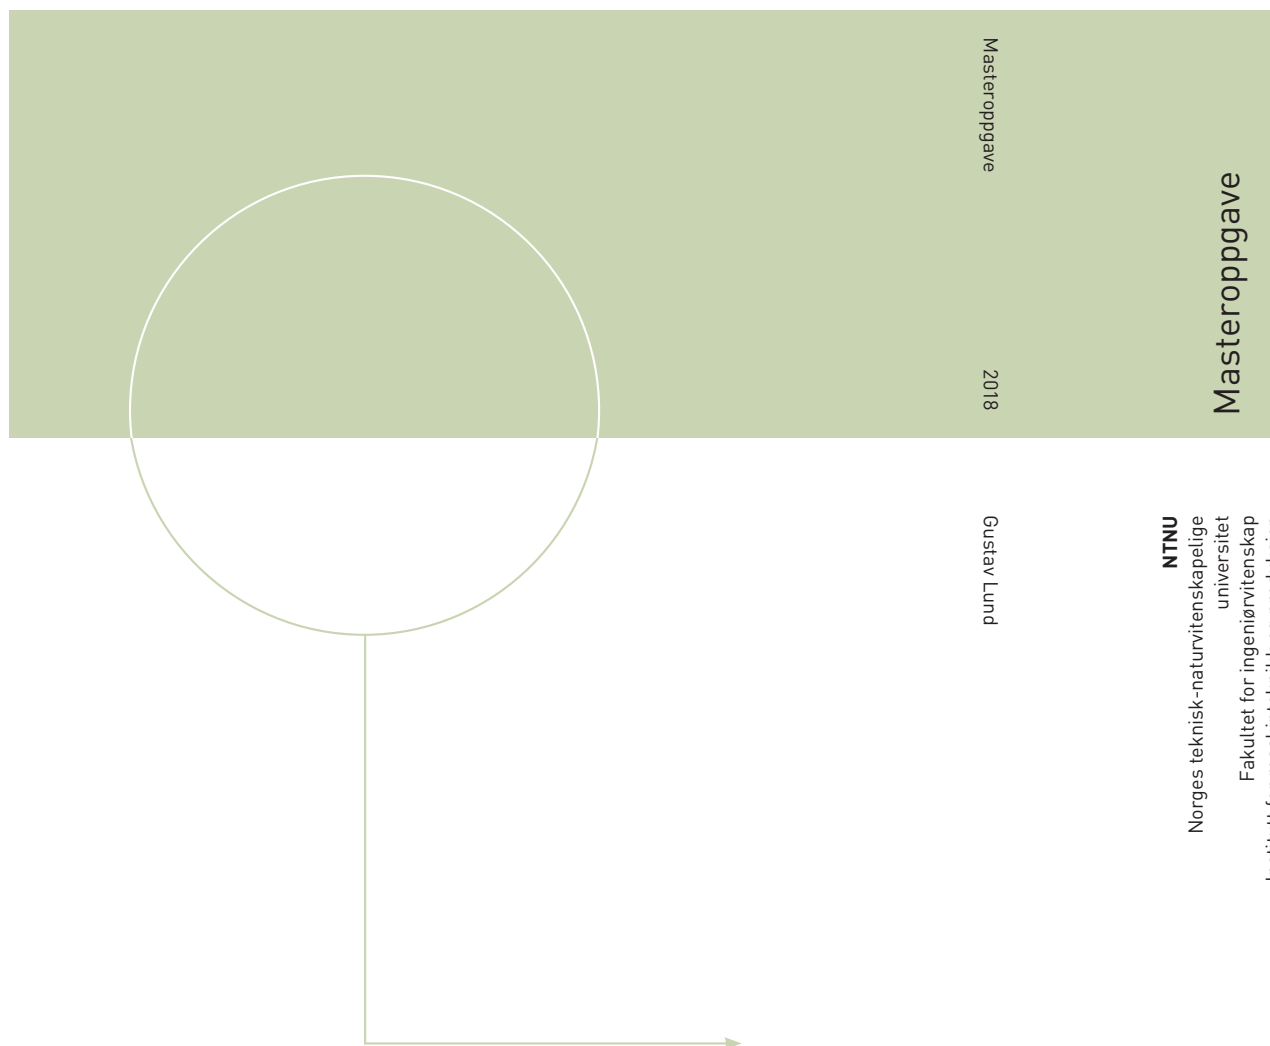 Masteroppgave
2018
Gustav Lund
Masteroppgave
NTNU
Norges teknisk-naturvitenskapelige
universitet
Fakultet for ingeniørvitenskap